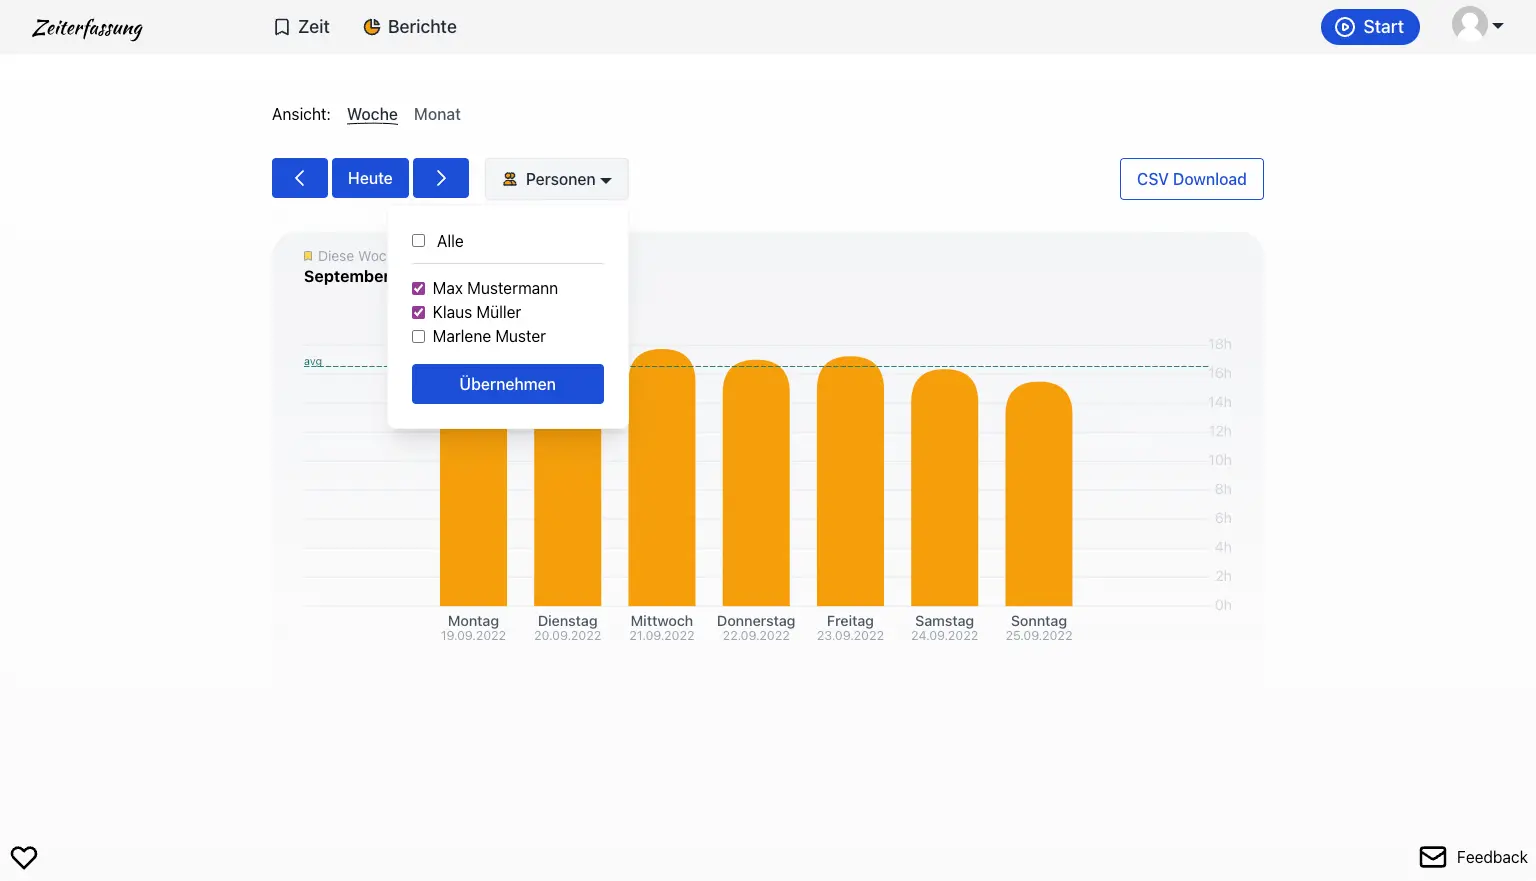 Zeiterfassung
Zeit
Berichte
Start
Ansicht: Woche Monat
Heute
Personen
CSV Download
Alle
Max Mustermann
Klaus Müller
Marlene Muster
Übernehmen
Diese Woc
September
avg
18h
16h
14h
12h
10h
8h
6h
4h
2h
0h
Montag
19.09.2022
Dienstag
20.09.2022
Mittwoch
21.09.2022
Donnerstag
22.09.2022
Freitag
23.09.2022
Samstag
24.09.2022
Sonntag
25.09.2022
Feedback